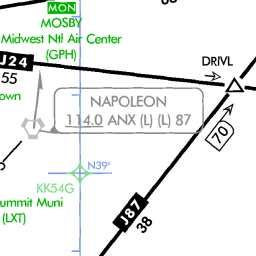 MON
MOSBY
Midwest Ntl Air Center
(GPH)
J24
55
DRIVL
own
NAPOLEON
114.0 ANX (L) (L) 87
70
N39°
KK54G
ummit Muni
(LXT)
J87
38
68